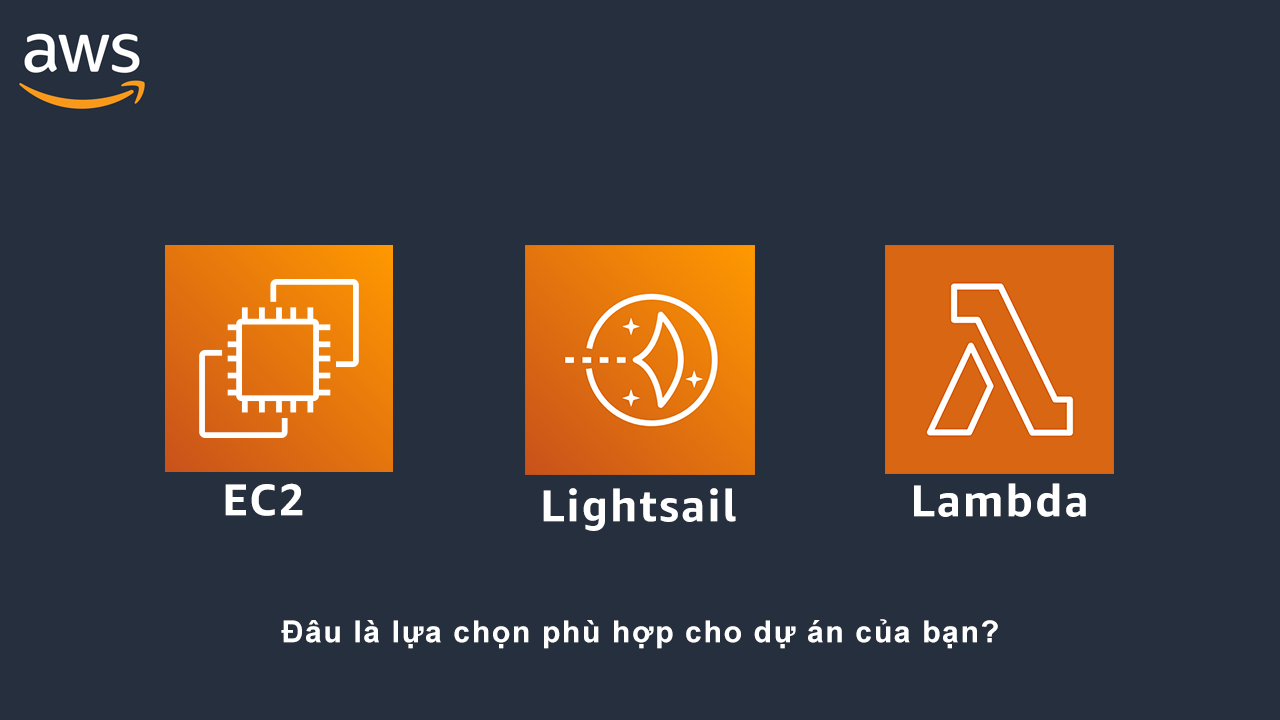 aws
EC2
Lightsail
Lambda
Đâu là lựa chọn phù hợp cho dự án của bạn?